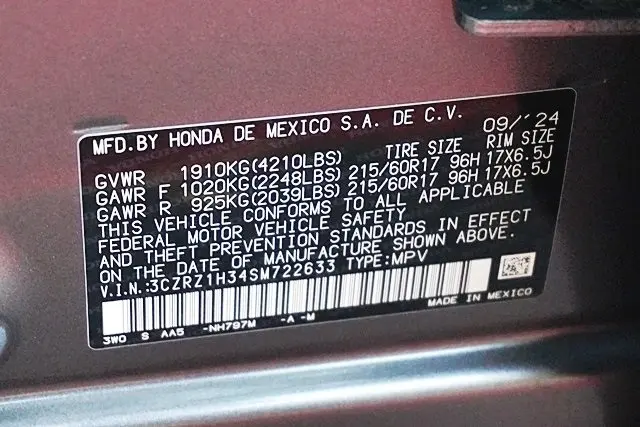 MFD.BY HONDA DE MEXICO S.A. DE C.V. 09/'24
TIRE SIZE RIM SIZE
GVWR 1910KG(4210LBS)
GAWR F 1020KG(2248LBS) 215/60R17 96H 17X6.5J
GAWR R 925KG(2039LBS) 215/60R17 96H 17X6.5J
THIS VEHICLE CONFORMS TO ALL APPLICABLE
FEDERAL MOTOR VEHICLE SAFETY
AND THEFT PREVENTION STANDARDS IN EFFECT
ON THE DATE OF MANUFACTURE SHOWN ABOVE.
V.I.N.:3CZRZ1H34SM722633 TYPE:MPV
MADE IN MEXICO
3W0 S AA5 -NH797M -A -M